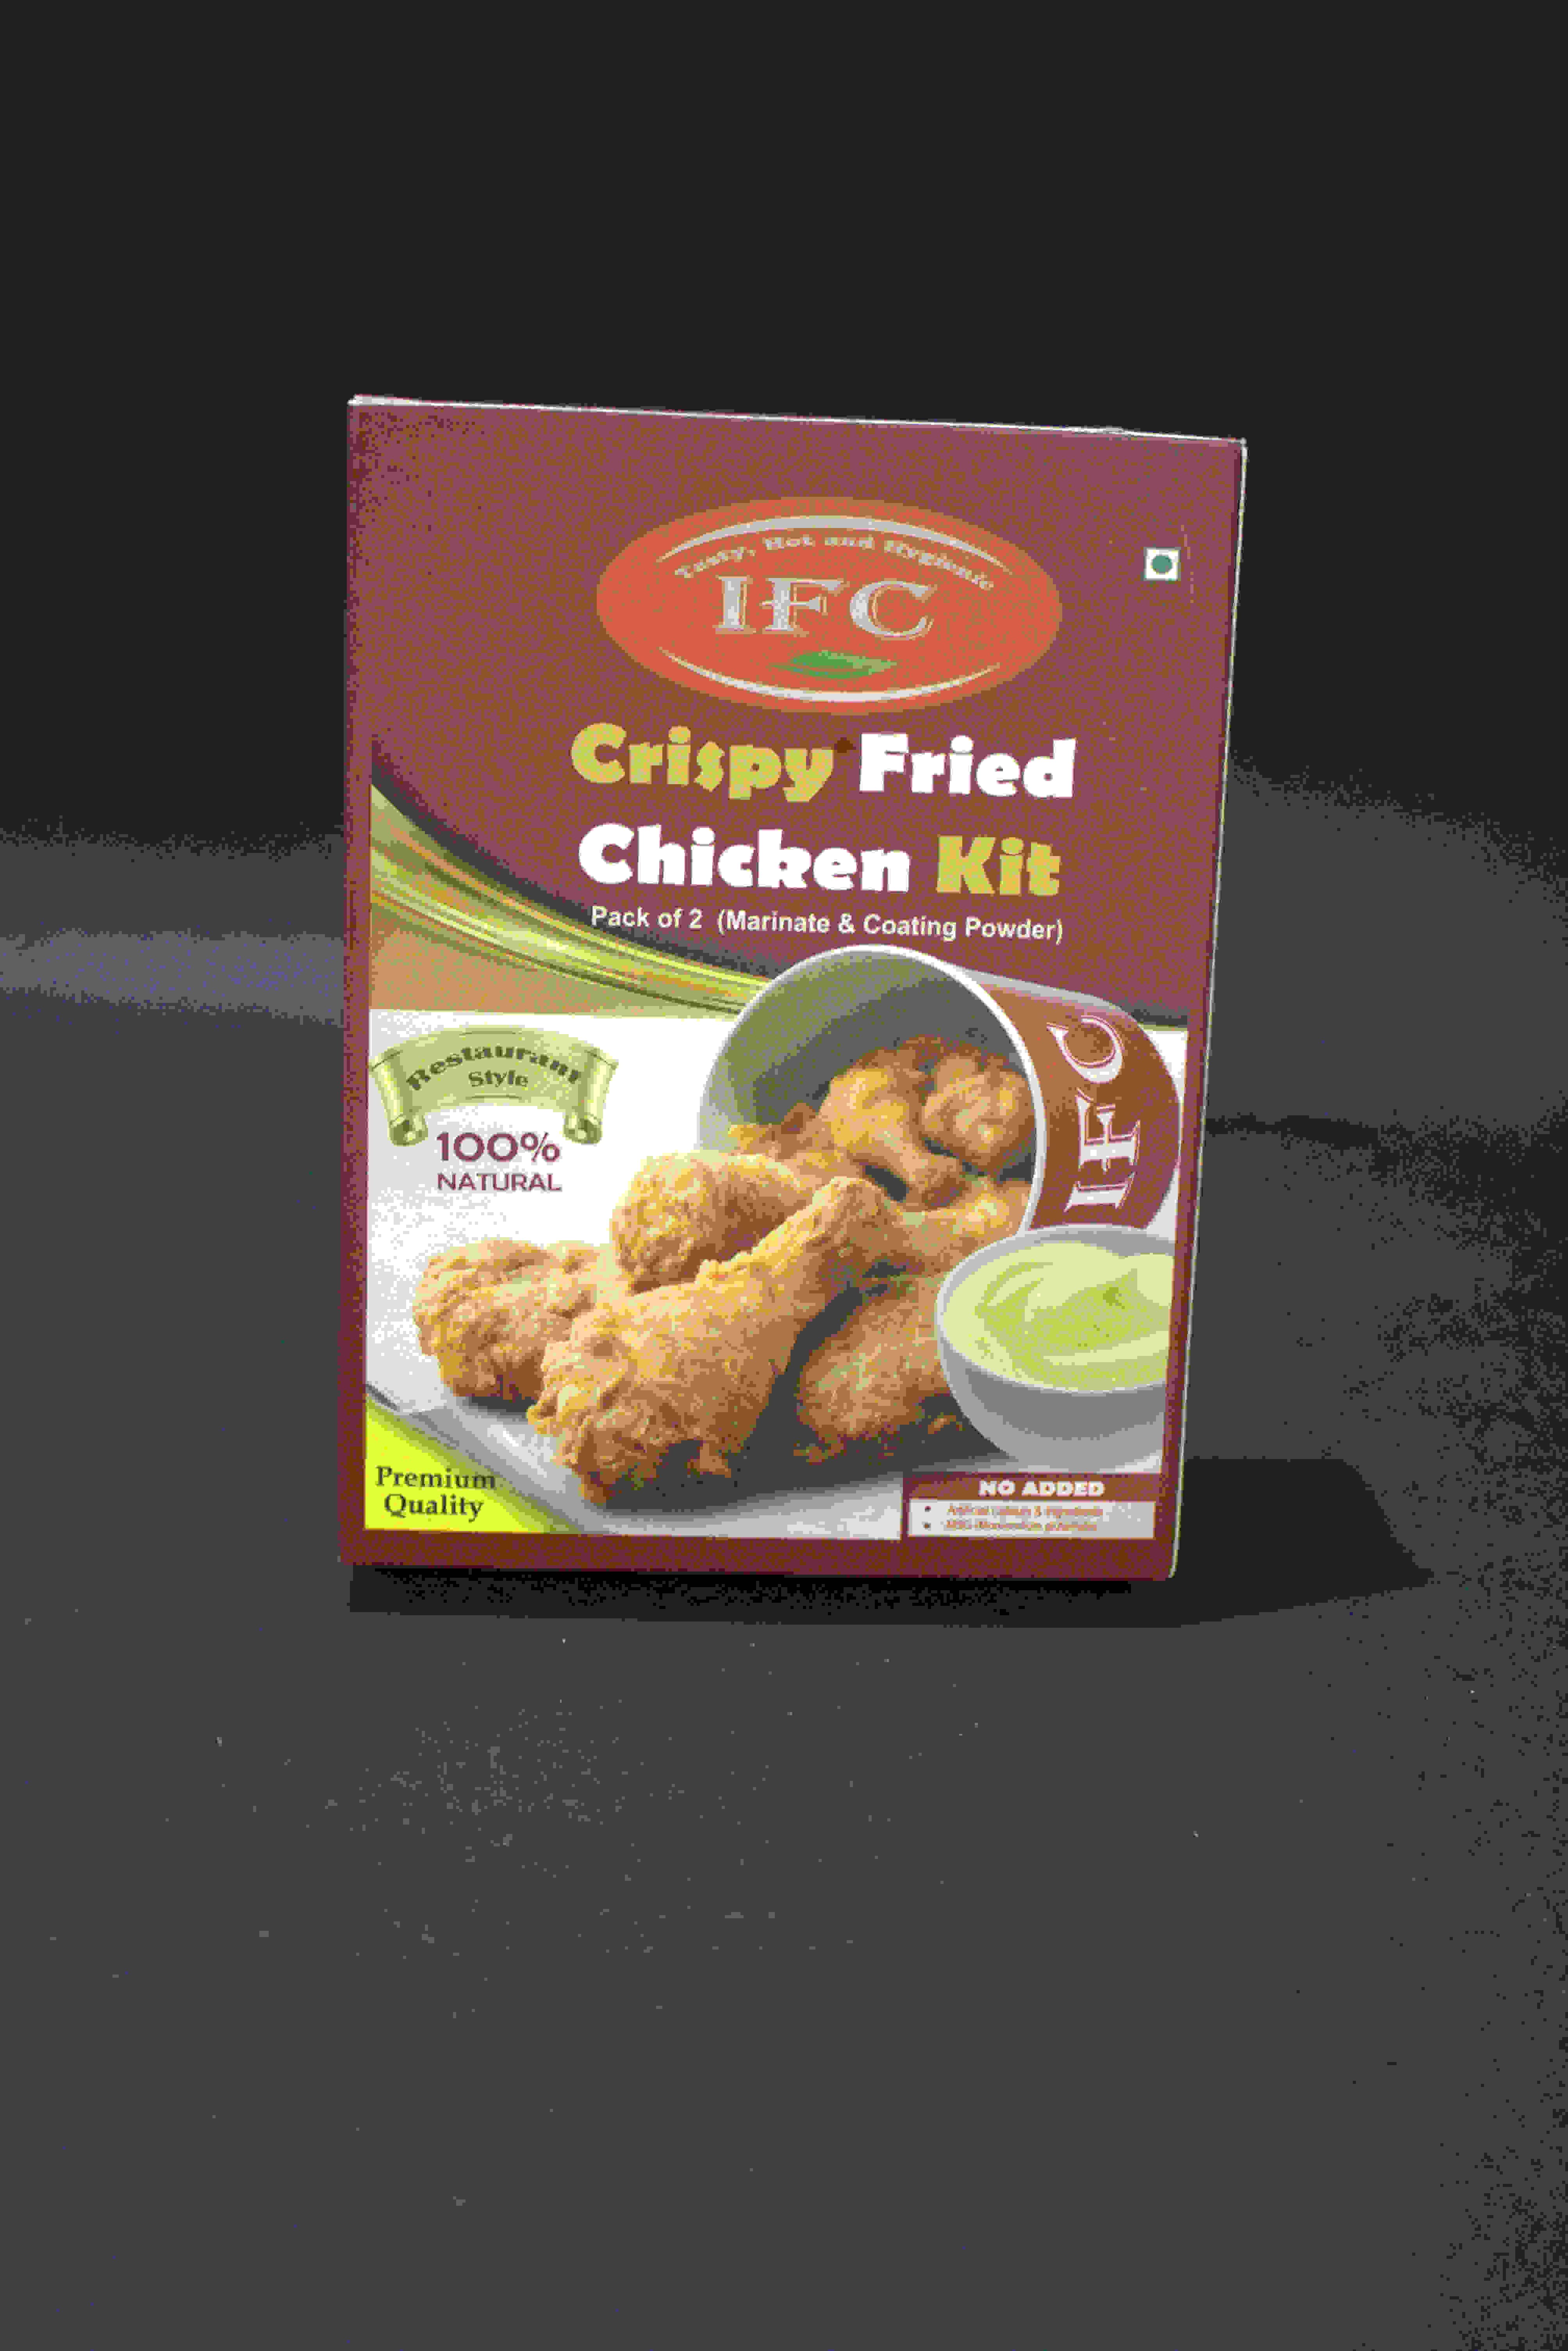 Tasty, Hot and Hygienic
IFC
Crispy Fried
Chicken Kit
Pack of 2 (Marinate & Coating Powder)
IFC
Restaurant
Style
100%
NATURAL
Premium
Quality
NO ADDED